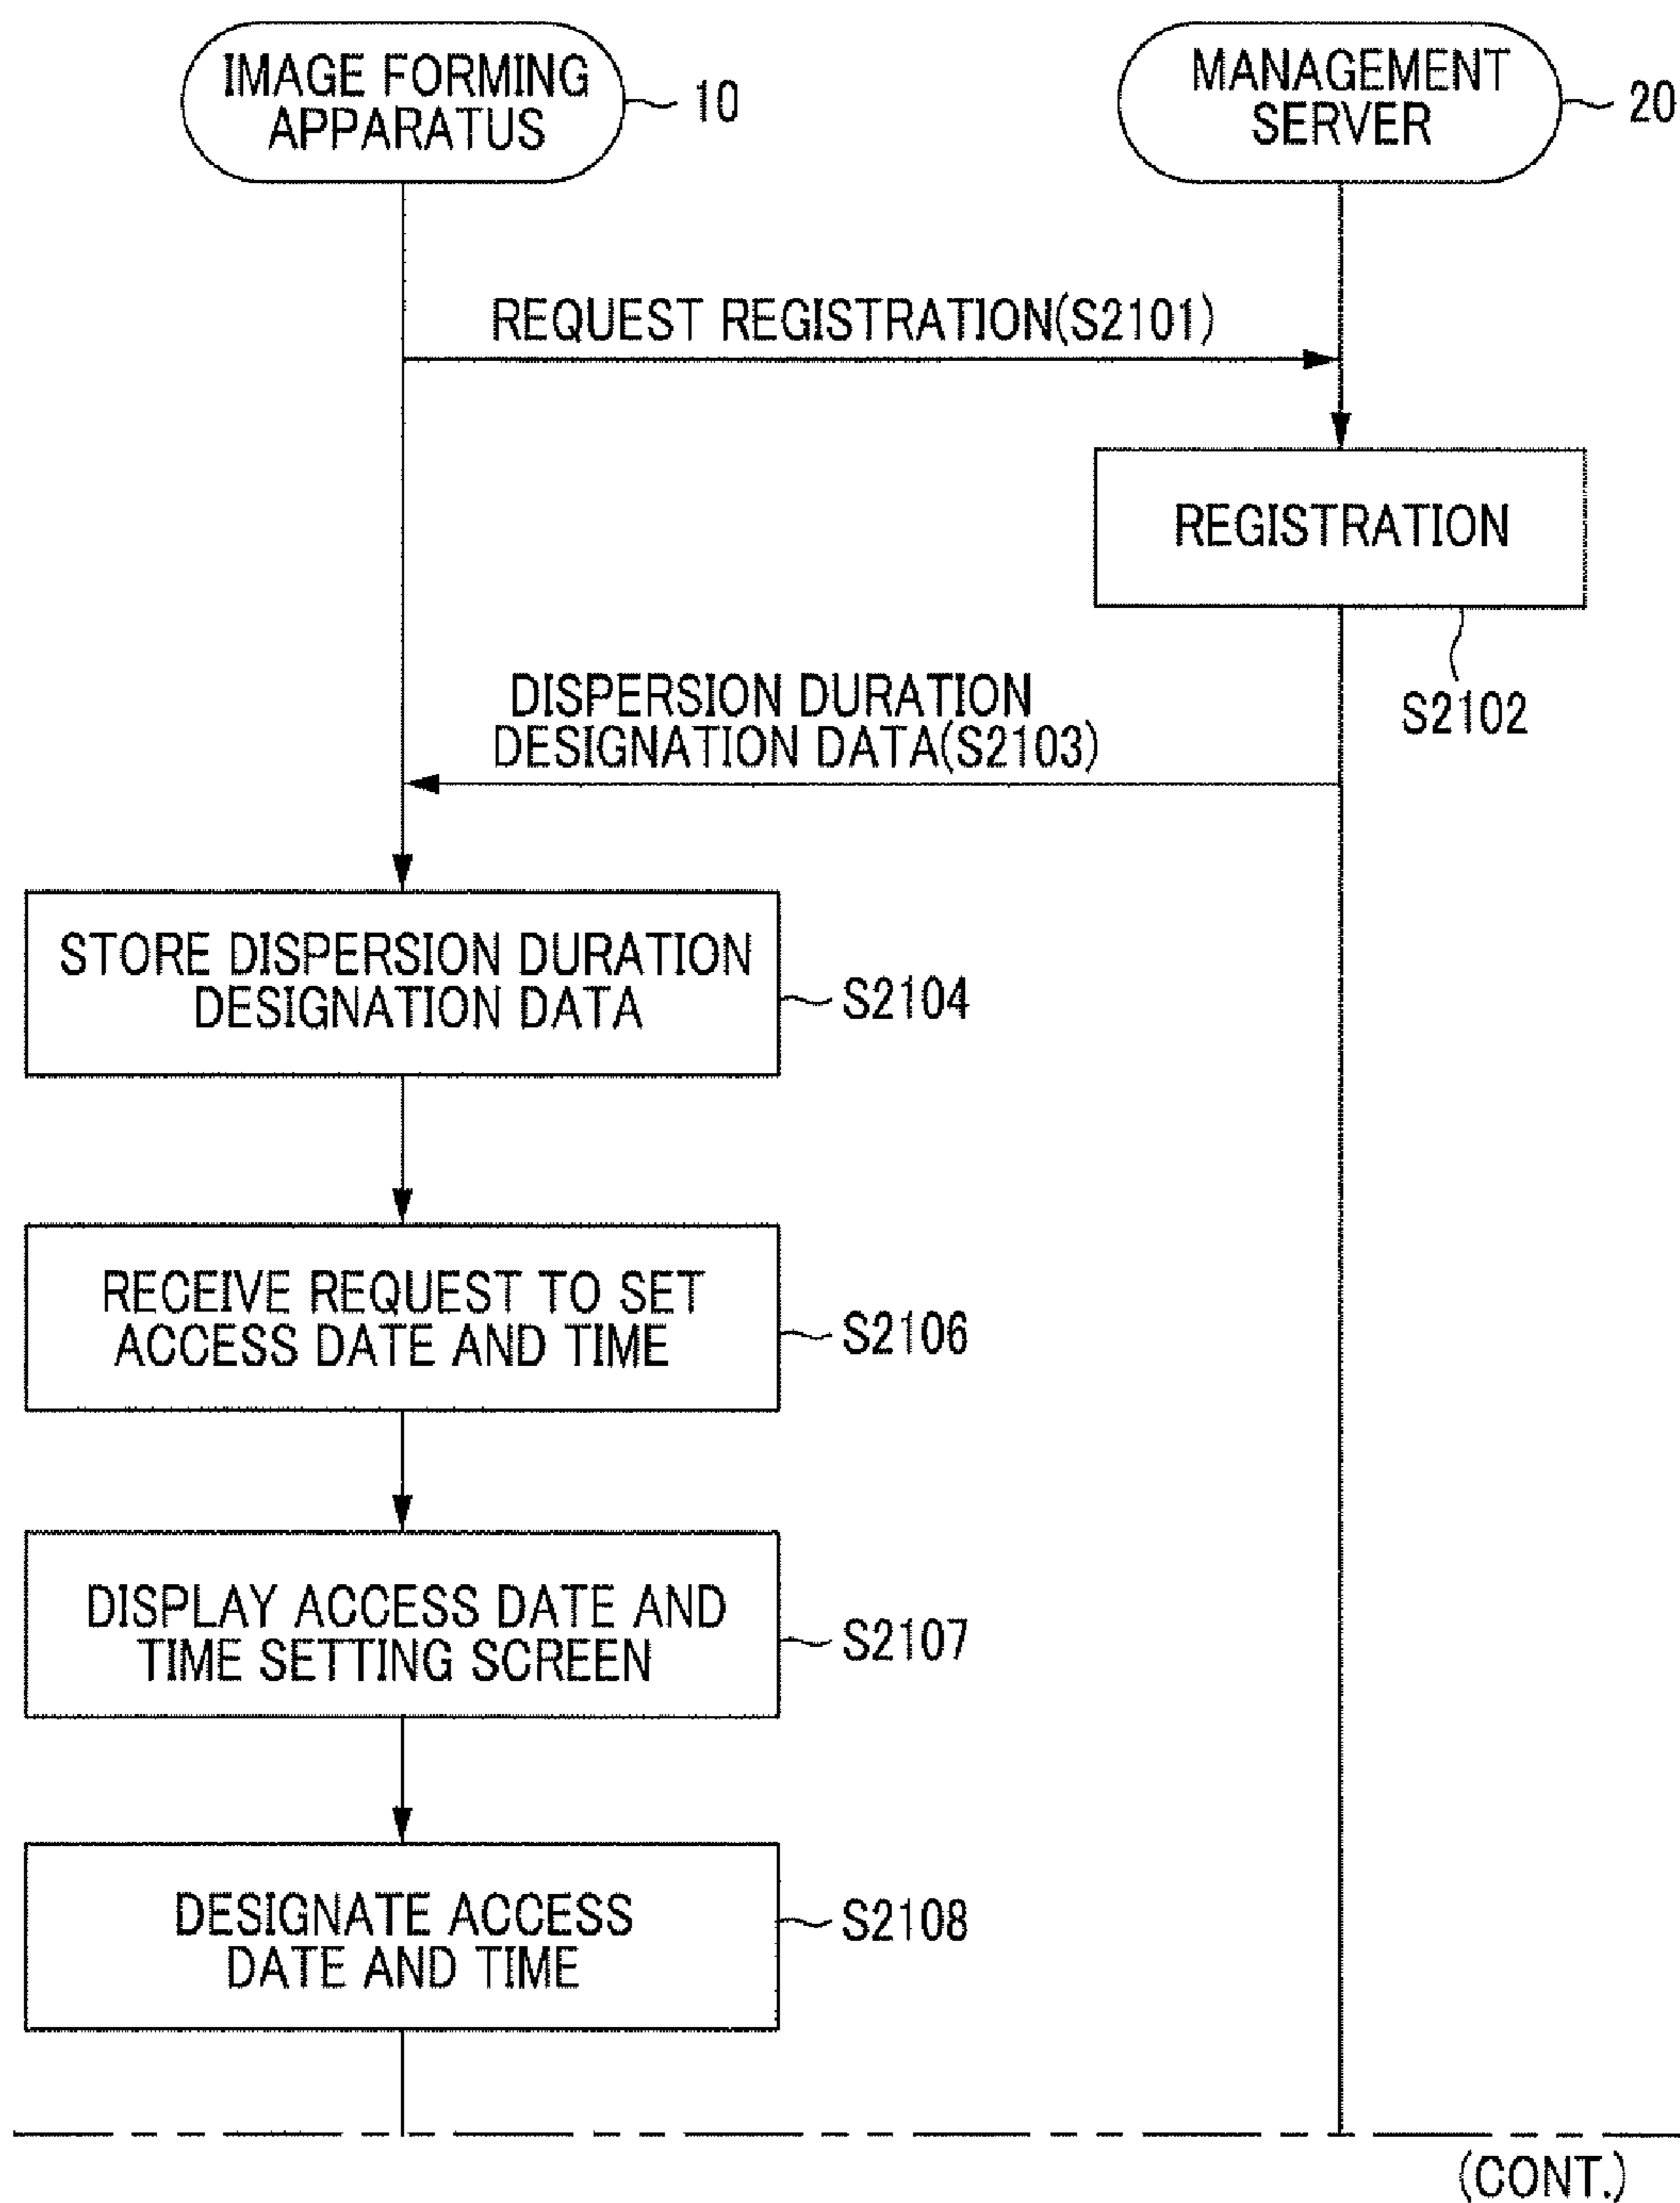 IMAGE FORMING
APPARATUS
10
MANAGEMENT
SERVER
20
REQUEST REGISTRATION(S2101)
REGISTRATION
S2102
DISPERSION DURATION
DESIGNATION DATA(S2103)
STORE DISPERSION DURATION
DESIGNATION DATA
S2104
RECEIVE REQUEST TO SET
ACCESS DATE AND TIME
S2106
DISPLAY ACCESS DATE AND
TIME SETTING SCREEN
S2107
DESIGNATE ACCESS
DATE AND TIME
S2108
(CONT.)